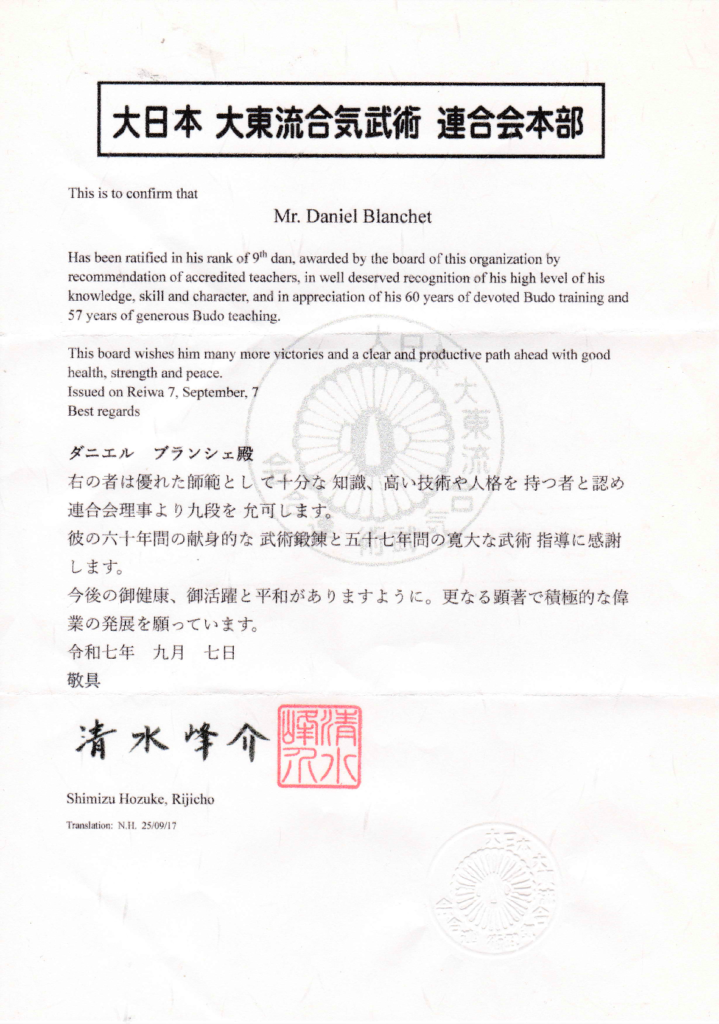 大日本 大東流合気武術 連合会本部
This is to confirm that
Mr. Daniel Blanchet
Has been ratified in his rank of 9th dan, awarded by the board of this organization by
recommendation of accredited teachers, in well deserved recognition of his high level of his
knowledge, skill and character, and in appreciation of his 60 years of devoted Budo training and
57 years of generous Budo teaching.
This board wishes him many more victories and a clear and productive path ahead with good
health, strength and peace.
Issued on Reiwa 7, September, 7
Best regards
ダニエル　ブランシェ殿
右の者は優れた師範として十分な 知識、高い技術や人格を 持つ者と認め
連合会理事より九段を 允可します。
彼の六十年間の献身的な 武術鍛錬と五十七年間の寛大な武術 指導に感謝
します。
今後の御健康、御活躍と平和がありますように。更なる顕著で積極的な偉
業の発展を願っています。
令和七年　九月　七日
敬具
清水峰介
清水
峰介
Shimizu Hozuke, Rijicho
Translation: N.H. 25/09/17